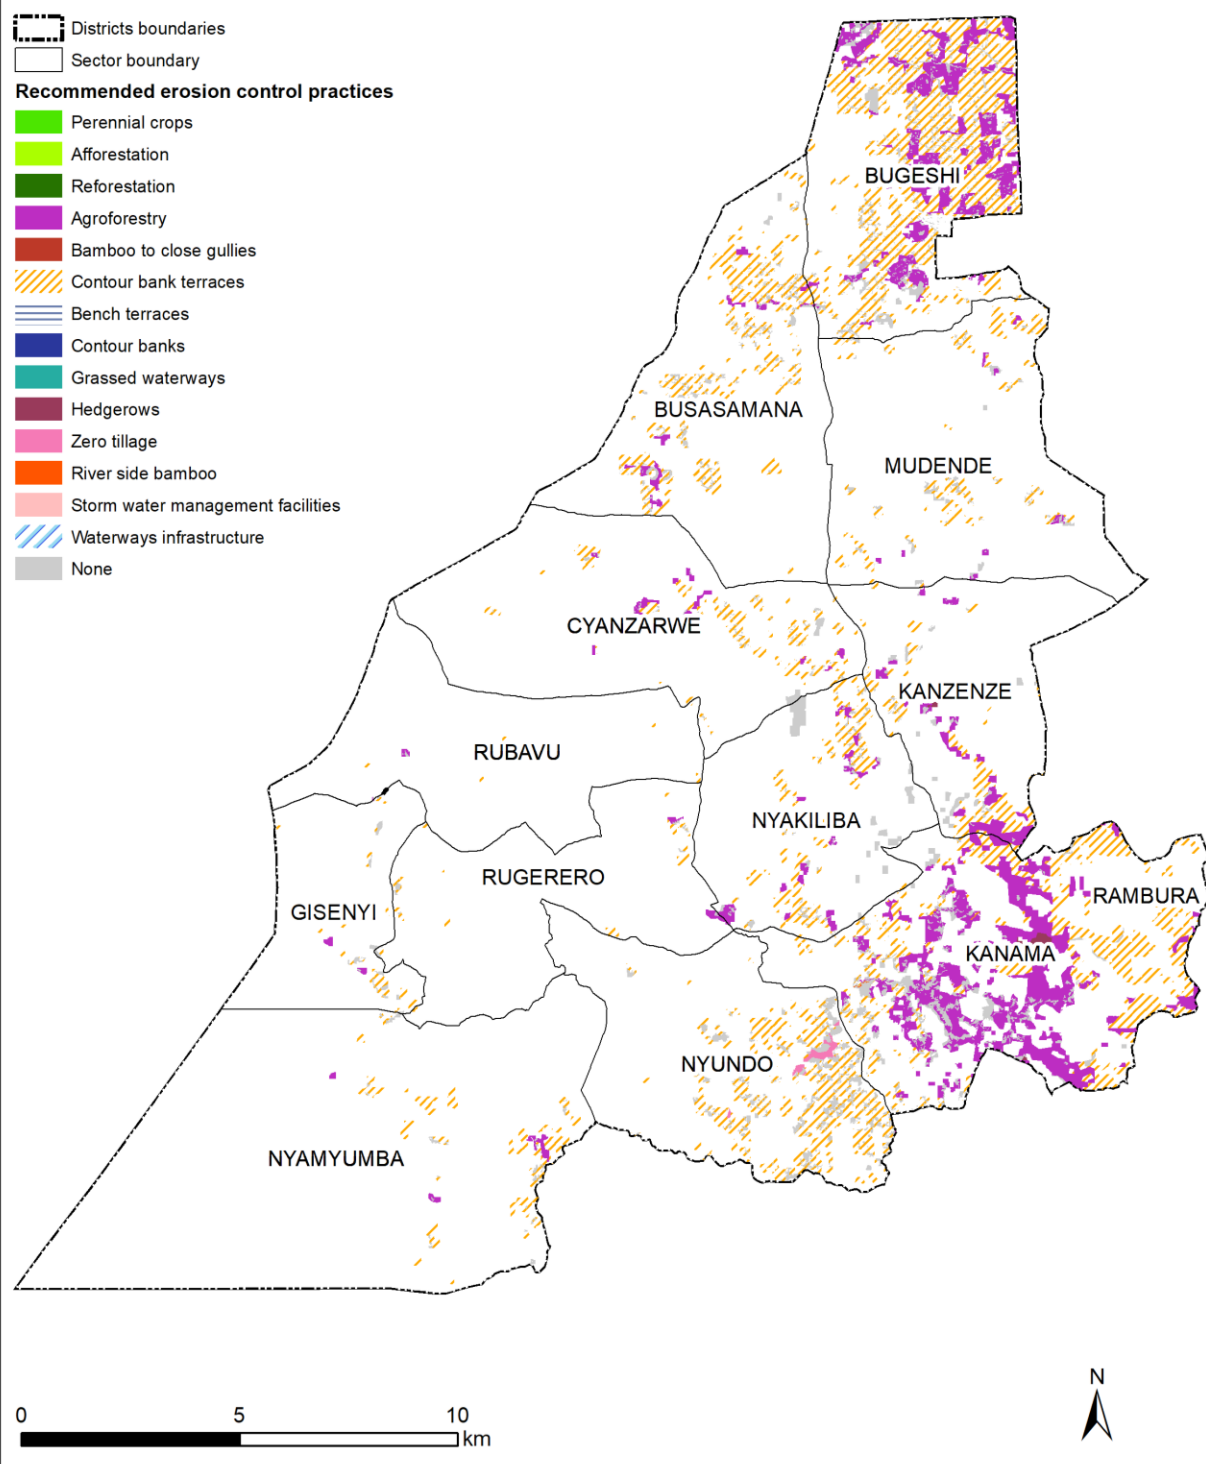 Districts boundaries
Sector boundary
Recommended erosion control practices
Perennial crops
Afforestation
Reforestation
Agroforestry
Bamboo to close gullies
Contour bank terraces
Bench terraces
Contour banks
Grassed waterways
Hedgerows
Zero tillage
River side bamboo
Storm water management facilities
Waterways infrastructure
None
BUGESHI
BUSASAMANA
MUDENDE
CYANZARWE
KANZENZE
RUBAVU
NYAKILIBA
RUGERERO
RAMBURA
GISENYI
KANAMA
NYUNDO
NYAMYUMBA
N
0 5 10
km